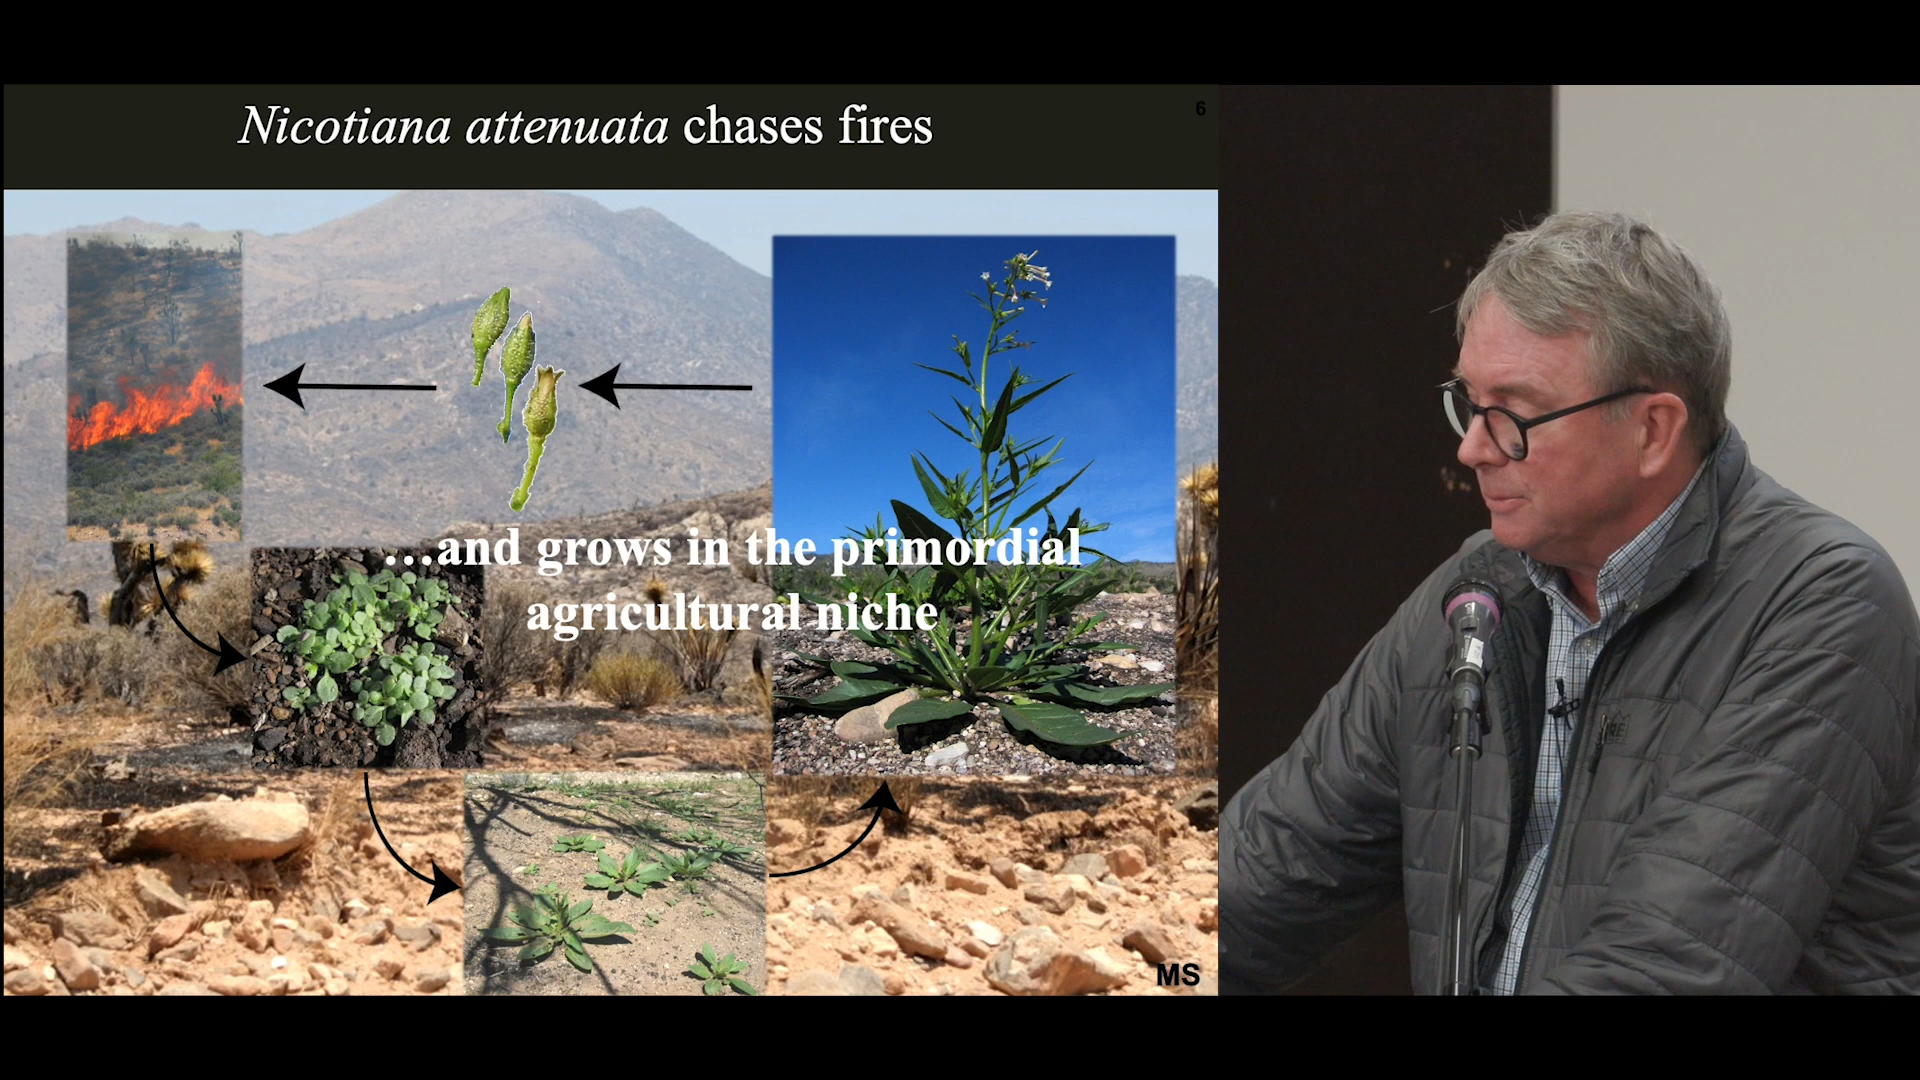 Nicotiana attenuata chases fires
6
...and grows in the primordial
agricultural niche
MS